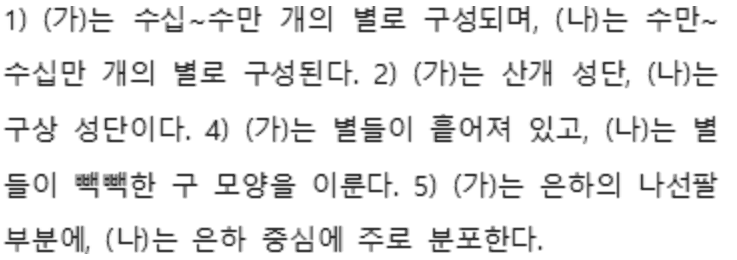 1) (가)는 수십~수만 개의 별로 구성되며, (나)는 수만~
수십만 개의 별로 구성된다. 2) (가)는 산개 성단, (나)는
구상 성단이다. 4) (가)는 별들이 흩어져 있고, (나)는 별
들이 빽빽한 구 모양을 이룬다. 5) (가)는 은하의 나선팔
부분에, (나)는 은하 중심에 주로 분포한다.